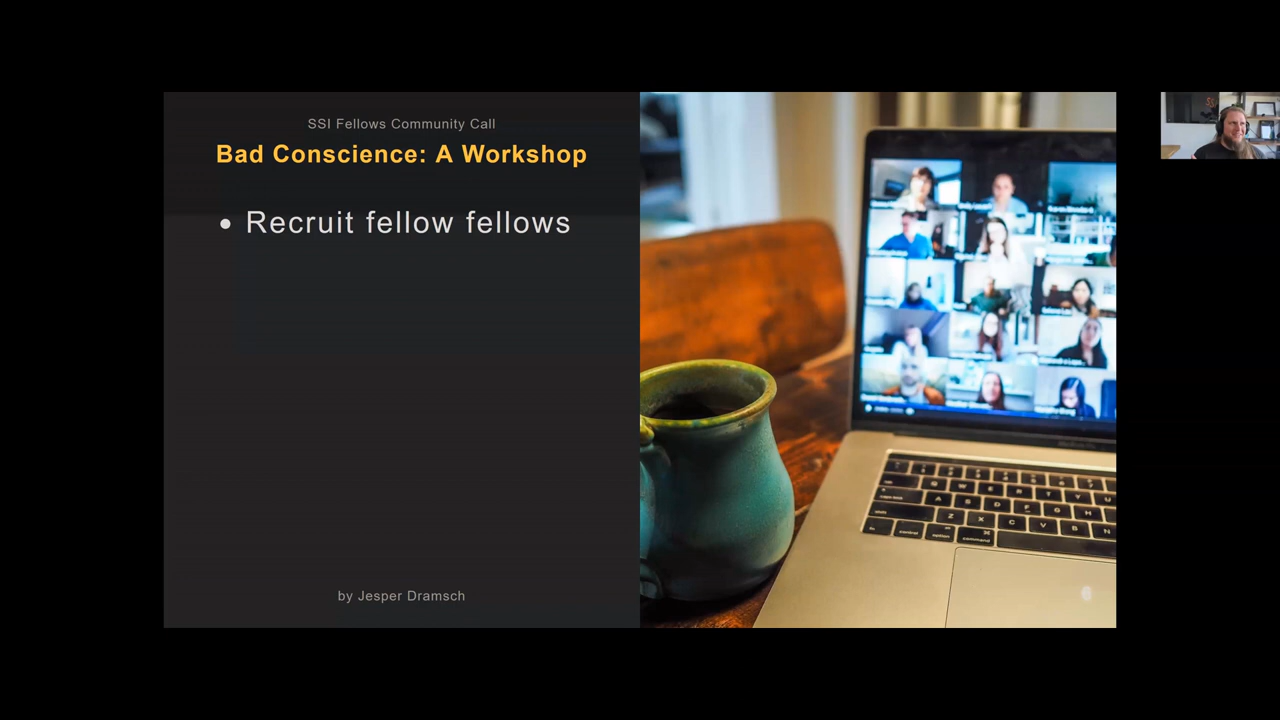 SSI Fellows Community Call
Bad Conscience: A Workshop
• Recruit fellow fellows
by Jesper Dramsch